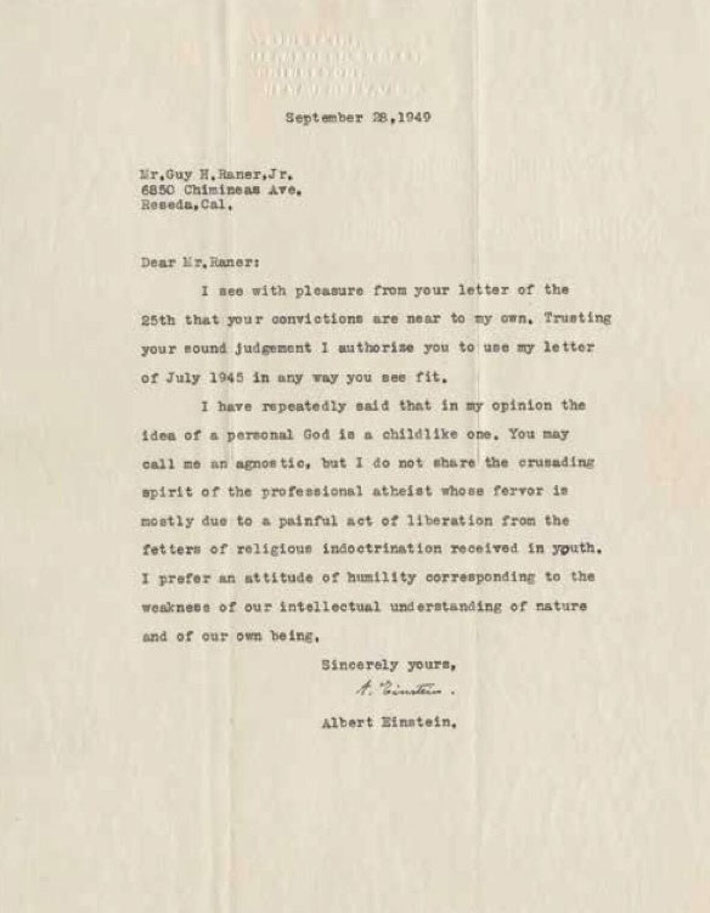 September 28,1949
Mr.Guy H.Raner,Jr.
6850 Chimineas Ave.
Reseda,Cal.
Dear Mr.Raner:
I see with pleasure from your letter of the
25th that your convictions are near to my own. Trusting
your sound judgement I authorize you to use my letter
of July 1945 in any way you see fit.
I have repeatedly said that in my opinion the
idea of a personal God is a childlike one. You may
call me an agnostic, but I do not share the crusading
spirit of the professional atheist whose fervor is
mostly due to a painful act of liberation from the
fetters of religious indoctrination received in youth.
I prefer an attitude of humility corresponding to the
weakness of our intellectual understanding of nature
and of our own being.
Sincerely yours,
A. Einstein.
Albert Einstein.